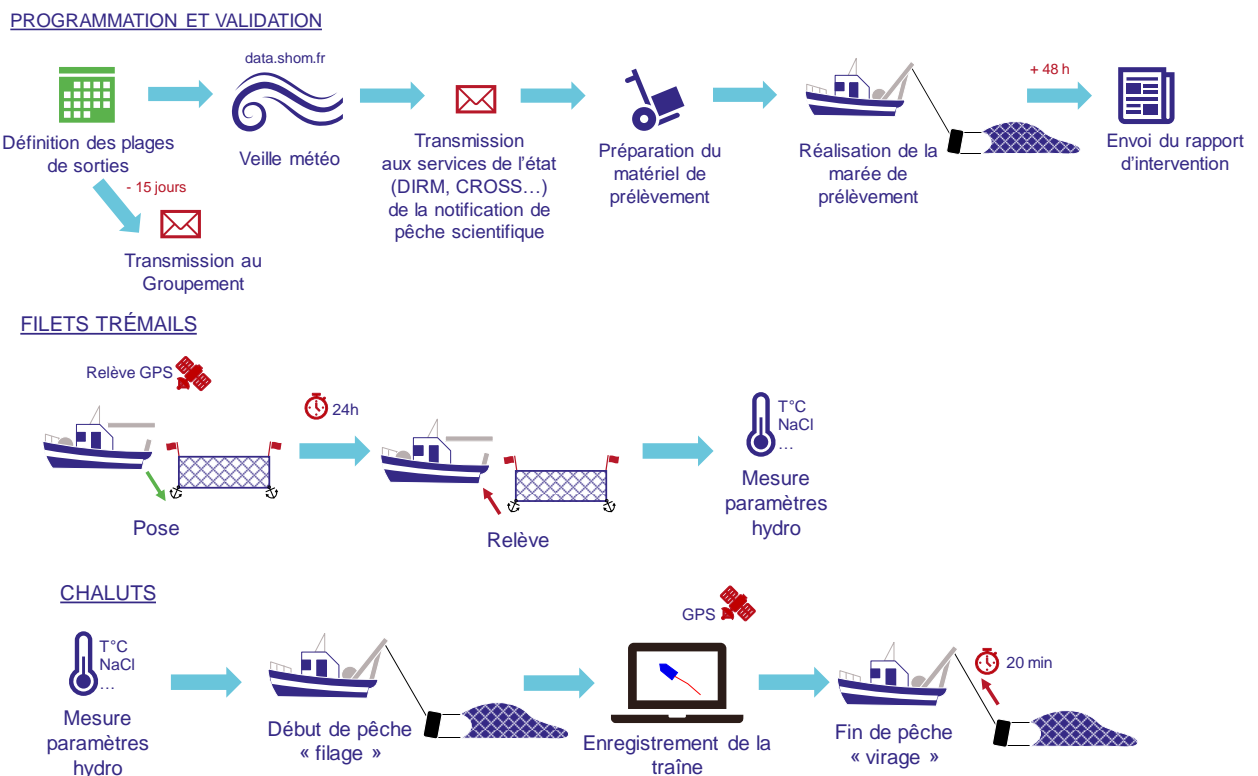 PROGRAMMATION ET VALIDATION
data.shom.fr
+ 48 h
Définition des plages
de sorties
Veille météo
Transmission
aux services de l'état
(DIRM, CROSS…)
de la notification de
pêche scientifique
Préparation du
matériel de
prélèvement
Réalisation de la
marée de
prélèvement
Envoi du rapport
d'intervention
- 15 jours
Transmission au
Groupement
FILETS TRÉMAILS
Relève GPS
24h
T°C
NaCl
…
Pose
Relève
Mesure
paramètres
hydro
CHALUTS
T°C
NaCl
…
GPS
20 min
Mesure
paramètres
hydro
Début de pêche
« filage »
Enregistrement de la
traîne
Fin de pêche
« virage »